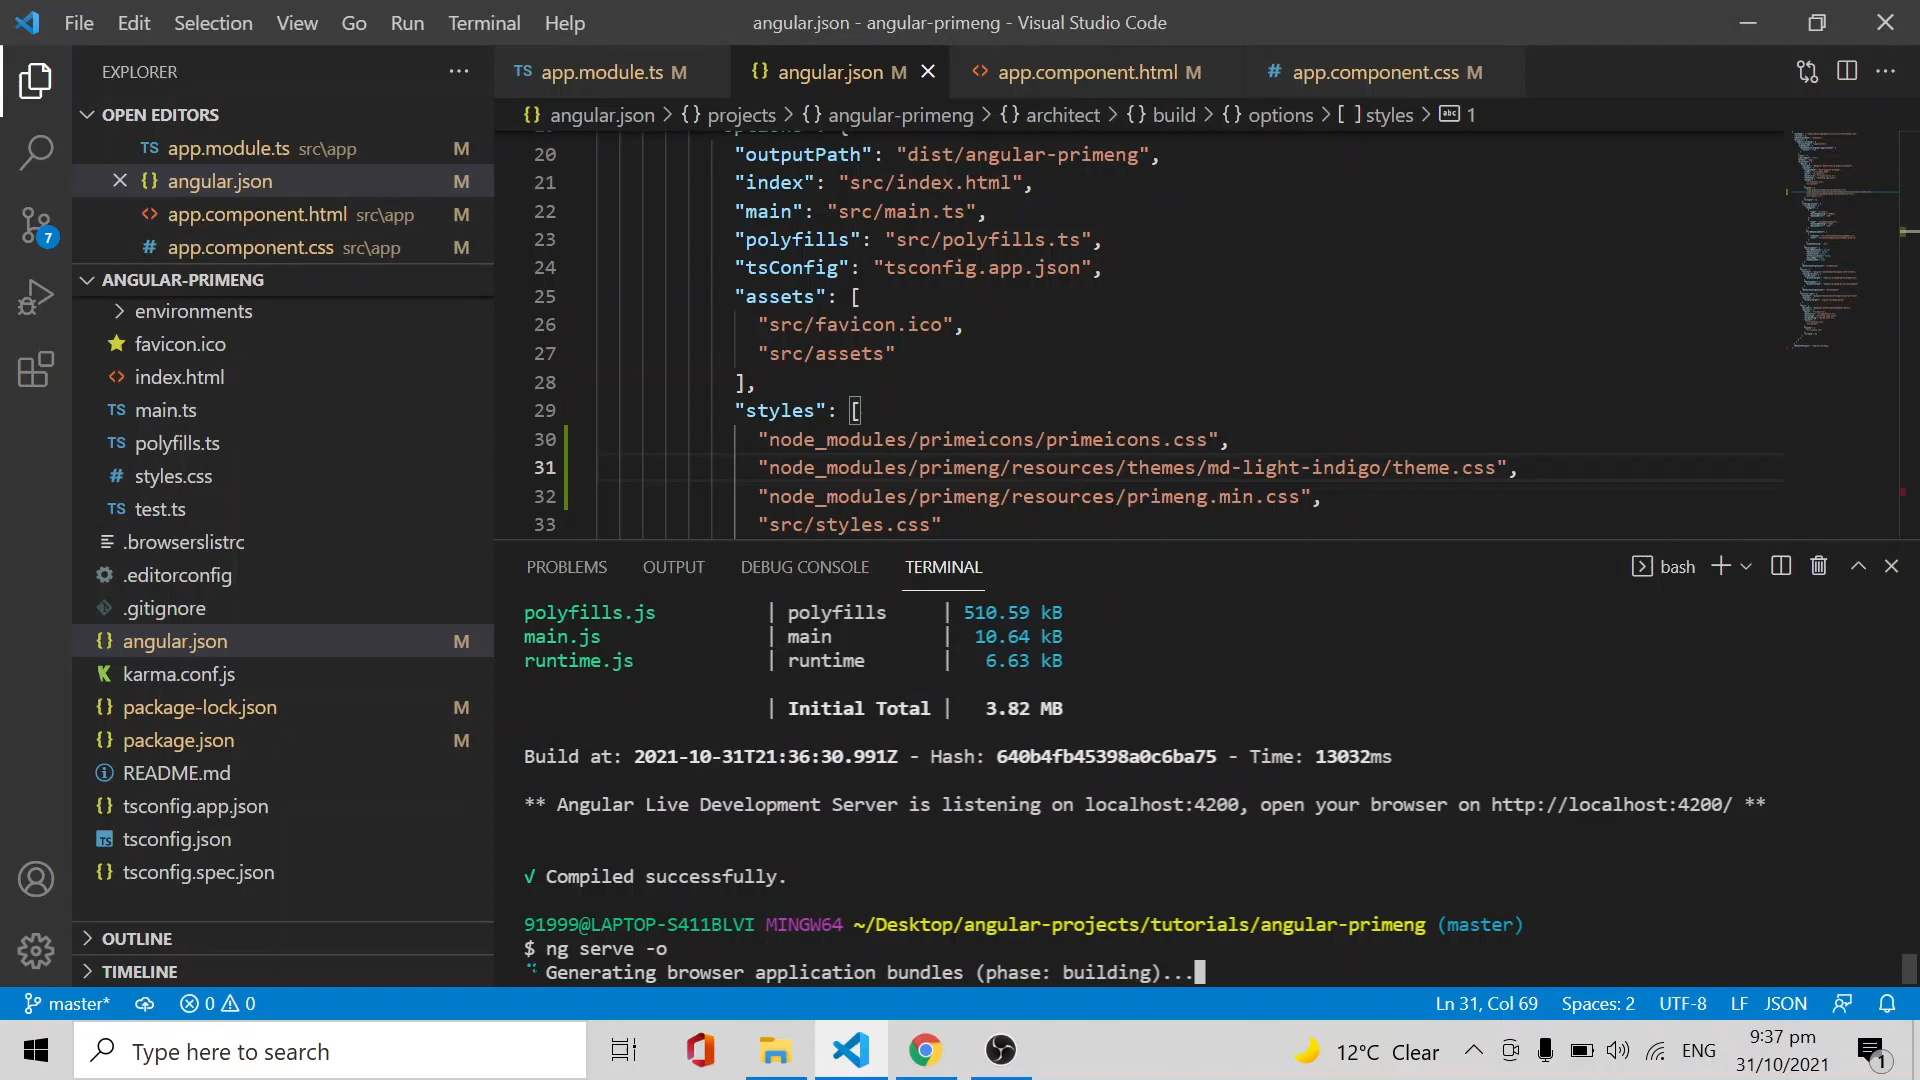 File Edit Selection View Go Run Terminal Help angular.json - angular-primeng - Visual Studio Code
EXPLORER
OPEN EDITORS
TS app.module.ts src\app M
{} angular.json M
<> app.component.html src\app M
# app.component.css src\app M
ANGULAR-PRIMENG
environments
favicon.ico
<> index.html
TS main.ts
TS polyfills.ts
# styles.css
TS test.ts
.browserslistrc
.editorconfig
.gitignore
{} angular.json M
karma.conf.js
{} package-lock.json M
{} package.json M
README.md
{} tsconfig.app.json
TS tsconfig.json
{} tsconfig.spec.json
OUTLINE
TIMELINE
7
TS app.module.ts M {} angular.json M <> app.component.html M # app.component.css M
{} angular.json > {} projects > {} angular-primeng > {} architect > {} build > {} options > [ ] styles > abc 1
20 "outputPath": "dist/angular-primeng",
21 "index": "src/index.html",
22 "main": "src/main.ts",
23 "polyfills": "src/polyfills.ts",
24 "tsConfig": "tsconfig.app.json",
25 "assets": [
26 "src/favicon.ico",
27 "src/assets"
28 ],
29 "styles": [
30 "node_modules/primeicons/primeicons.css",
31 "node_modules/primeng/resources/themes/md-light-indigo/theme.css",
32 "node_modules/primeng/resources/primeng.min.css",
33 "src/styles.css"
PROBLEMS OUTPUT DEBUG CONSOLE TERMINAL bash
polyfills.js | polyfills | 510.59 kB
main.js | main | 10.64 kB
runtime.js | runtime | 6.63 kB
| Initial Total | 3.82 MB
Build at: 2021-10-31T21:36:30.991Z - Hash: 640b4fb45398a0c6ba75 - Time: 13032ms
** Angular Live Development Server is listening on localhost:4200, open your browser on http://localhost:4200/ **
√ Compiled successfully.
91999@LAPTOP-S411BLVI MINGW64 ~/Desktop/angular-projects/tutorials/angular-primeng (master)
$ ng serve -o
Generating browser application bundles (phase: building)...
master* 0 0 Ln 31, Col 69 Spaces: 2 UTF-8 LF JSON
Type here to search 12°C Clear ENG 9:37 pm
31/10/2021 1